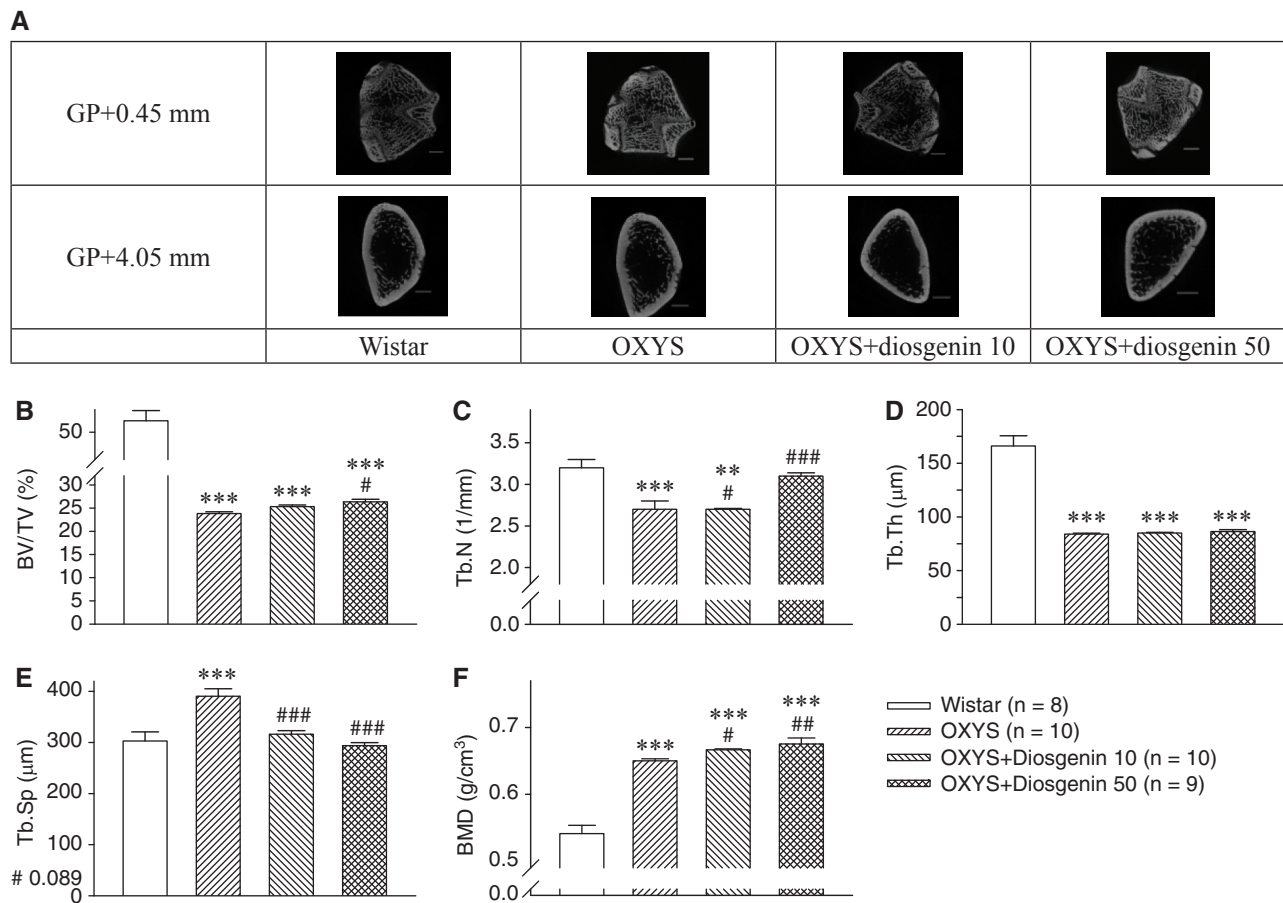 A
GP+0.45 mm
GP+4.05 mm
Wistar OXYS OXYS+diosgenin 10 OXYS+diosgenin 50
B
BV/TV (%)
50
30
25
20
15
10
5
0
***
***
***
#
C
Tb.N (1/mm)
3.5
3.0
2.5
2.0
0.0
***
**
#
###
D
Tb.Th (μm)
200
150
100
50
0
***
***
***
E
Tb.Sp (μm)
400
300
200
100
0
# 0.089
***
###
###
F
BMD (g/cm³)
0.7
0.6
0.5
0.0
***
***
#
***
##
Wistar (n = 8)
OXYS (n = 10)
OXYS+Diosgenin 10 (n = 10)
OXYS+Diosgenin 50 (n = 9)